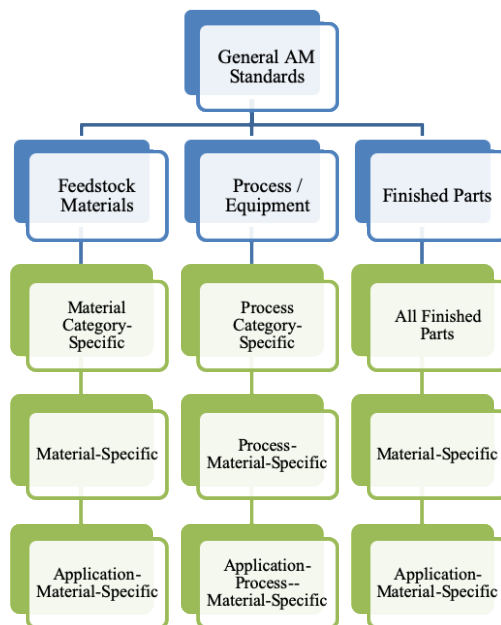 General AM
Standards
Feedstock
Materials
Process /
Equipment
Finished Parts
Material
Category-
Specific
Process
Category-
Specific
All Finished
Parts
Material-Specific
Process-
Material-Specific
Material-Specific
Application-
Material-Specific
Application-
Process--
Material-Specific
Application-
Material-Specific